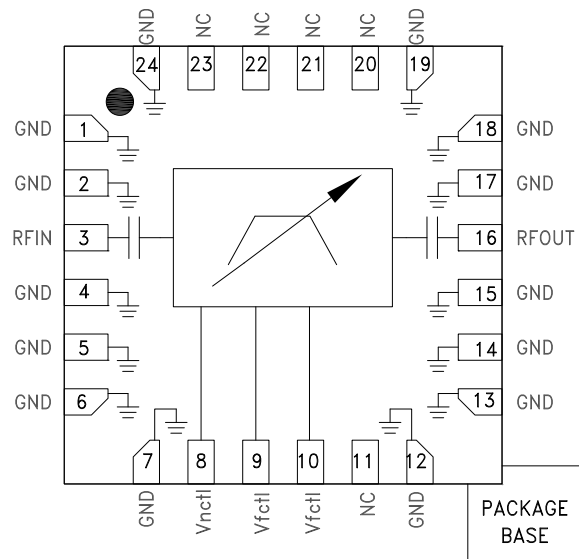 GND NC NC NC NC GND
24 23 22 21 20 19
GND 1 18 GND
GND 2 17 GND
RFIN 3 16 RFOUT
GND 4 15 GND
GND 5 14 GND
GND 6 13 GND
7 8 9 10 11 12
GND Vnctl Vfctl Vfctl NC GND
PACKAGE
BASE